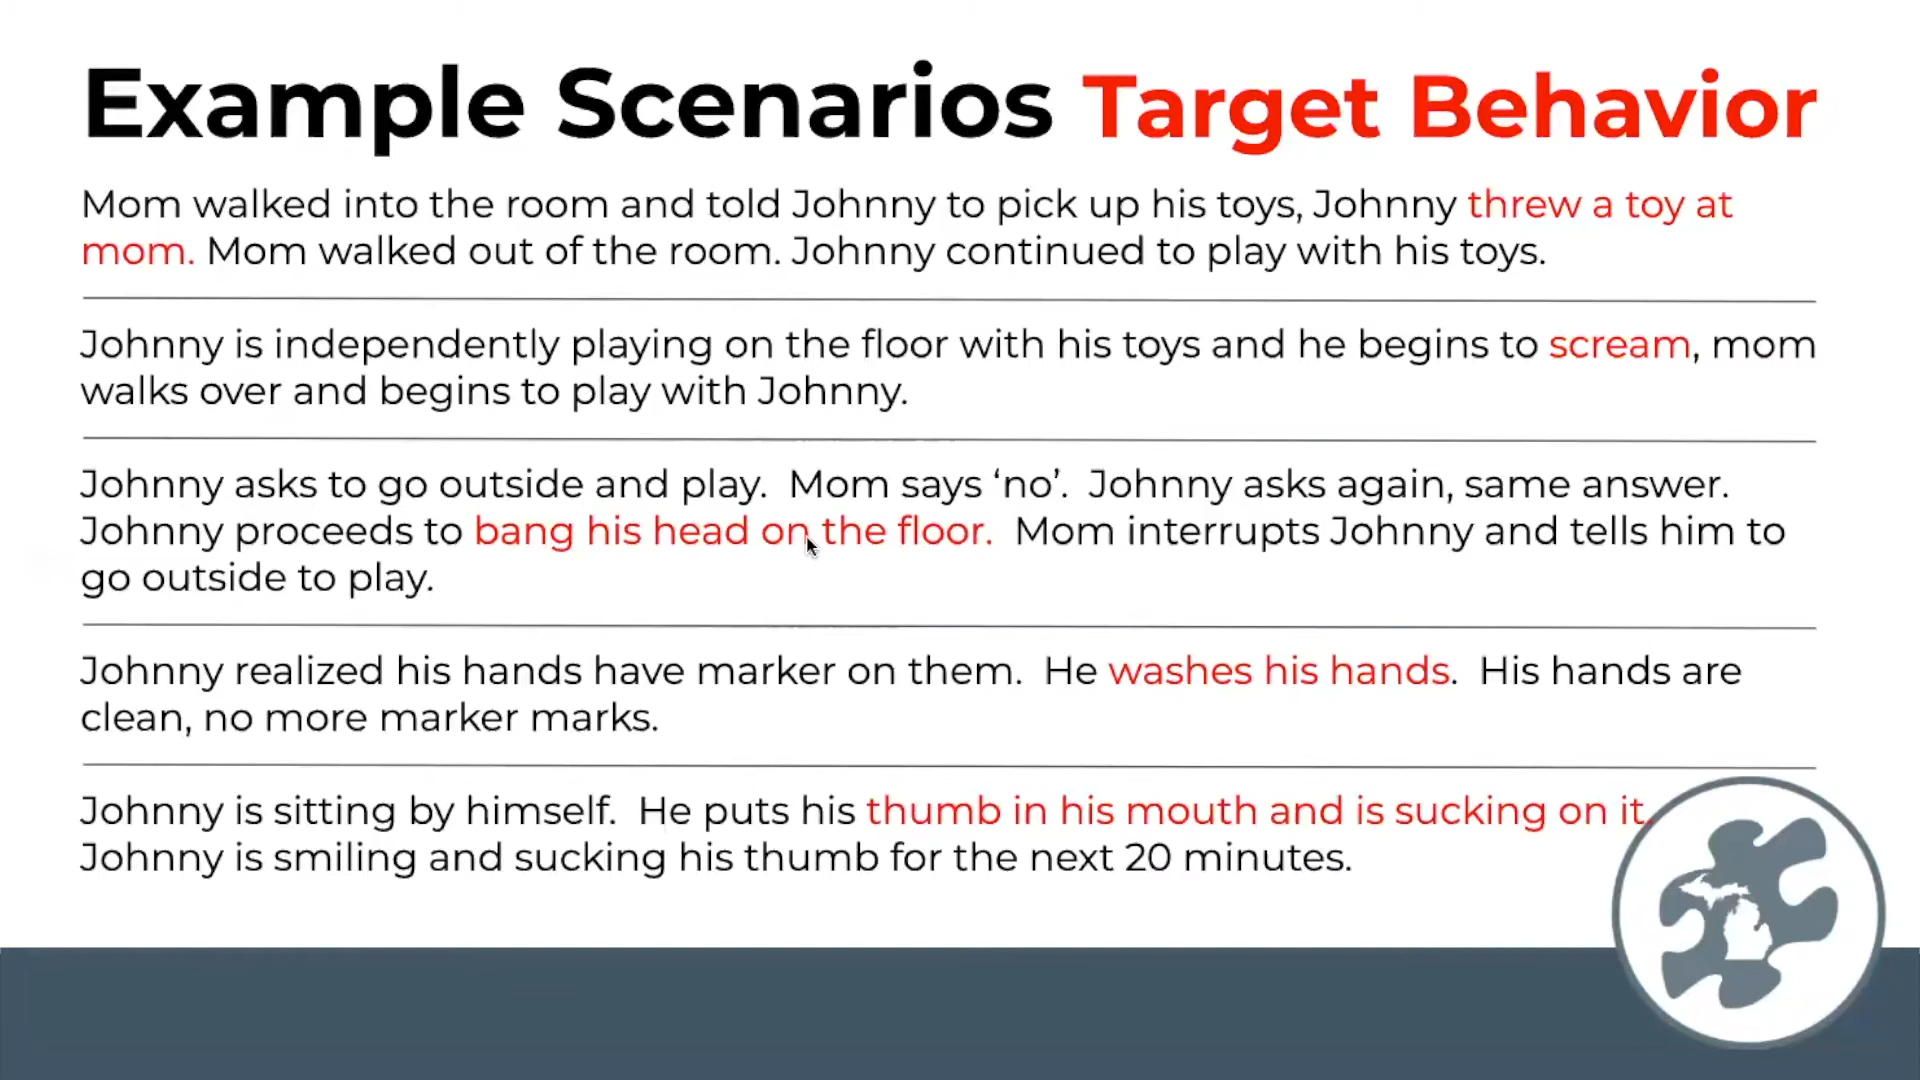 Example Scenarios Target Behavior
Mom walked into the room and told Johnny to pick up his toys, Johnny threw a toy at
mom. Mom walked out of the room. Johnny continued to play with his toys.
Johnny is independently playing on the floor with his toys and he begins to scream, mom
walks over and begins to play with Johnny.
Johnny asks to go outside and play.  Mom says ‘no’.  Johnny asks again, same answer.
Johnny proceeds to bang his head on the floor.  Mom interrupts Johnny and tells him to
go outside to play.
Johnny realized his hands have marker on them.  He washes his hands.  His hands are
clean, no more marker marks.
Johnny is sitting by himself.  He puts his thumb in his mouth and is sucking on it.
Johnny is smiling and sucking his thumb for the next 20 minutes.